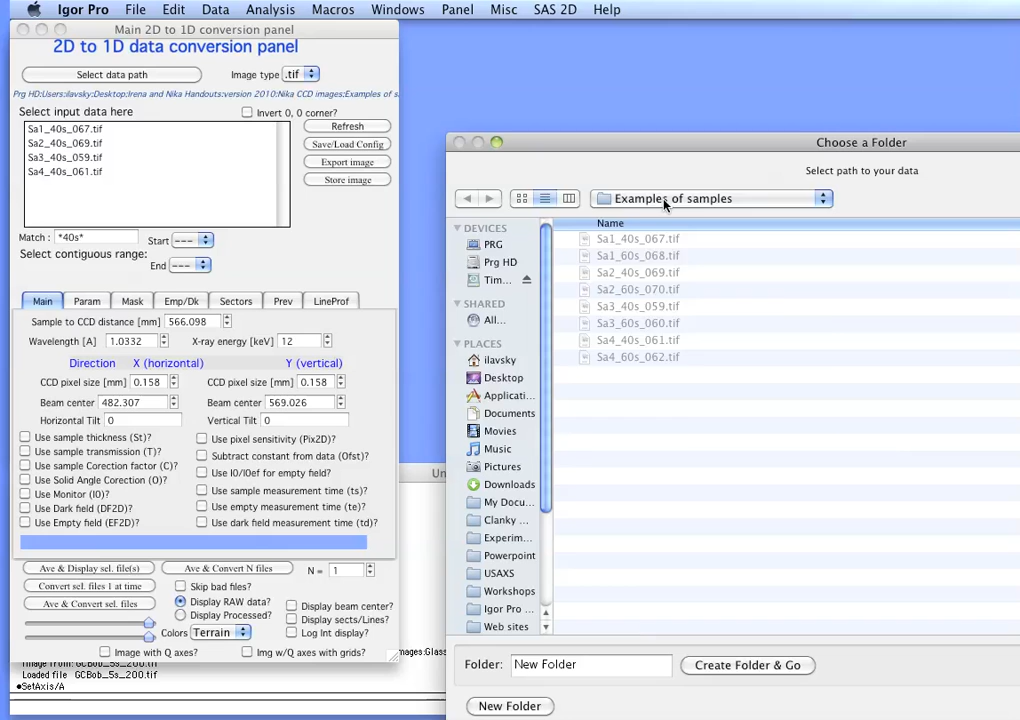 Igor Pro File Edit Data Analysis Macros Windows Panel Misc SAS 2D Help
Main 2D to 1D conversion panel
2D to 1D data conversion panel
Select data path
Image type .tif
Prg HD:Users:ilavsky:Desktop:Irena and Nika Handouts:version 2010:Nika CCD images:Examples of s
Select input data here
Invert 0, 0 corner?
Sa1_40s_067.tif
Sa2_40s_069.tif
Sa3_40s_059.tif
Sa4_40s_061.tif
Refresh
Save/Load Config
Export image
Store image
Match : *40s*
Start ---
Select contiguous range:
End ---
Main Param Mask Emp/Dk Sectors Prev LineProf
Sample to CCD distance [mm] 566.098
Wavelength [A] 1.0332 X-ray energy [keV] 12
Direction X (horizontal) Y (vertical)
CCD pixel size [mm] 0.158 CCD pixel size [mm] 0.158
Beam center 482.307 Beam center 569.026
Horizontal Tilt 0 Vertical Tilt 0
Use sample thickness (St)?
Use sample transmission (T)?
Use sample Corection factor (C)?
Use Solid Angle Corection (O)?
Use Monitor (I0)?
Use Dark field (DF2D)?
Use Empty field (EF2D)?
Use pixel sensitivity (Pix2D)?
Subtract constant from data (Ofst)?
Use I0/I0ef for empty field?
Use sample measurement time (ts)?
Use empty measurement time (te)?
Use dark field measurement time (td)?
Ave & Display sel. file(s)
Ave & Convert N files
N = 1
Convert sel. files 1 at time
Skip bad files?
Ave & Convert sel. files
Display RAW data?
Display Processed?
Display beam center?
Display sects/Lines?
Log Int display?
Colors Terrain
Image with Q axes?
Img w/Q axes with grids?
Loaded file GCBob_5s_200.tif
•SetAxis/A
Choose a Folder
Select path to your data
Examples of samples
Name
Sa1_40s_067.tif
Sa1_60s_068.tif
Sa2_40s_069.tif
Sa2_60s_070.tif
Sa3_40s_059.tif
Sa3_60s_060.tif
Sa4_40s_061.tif
Sa4_60s_062.tif
DEVICES
PRG
Prg HD
Tim...
SHARED
All...
PLACES
ilavsky
Desktop
Applicati...
Documents
Movies
Music
Pictures
Downloads
My Docu...
Clanky ...
Experim...
Powerpoint
USAXS
Workshops
Igor Pro ...
Web sites
Folder: New Folder
Create Folder & Go
New Folder